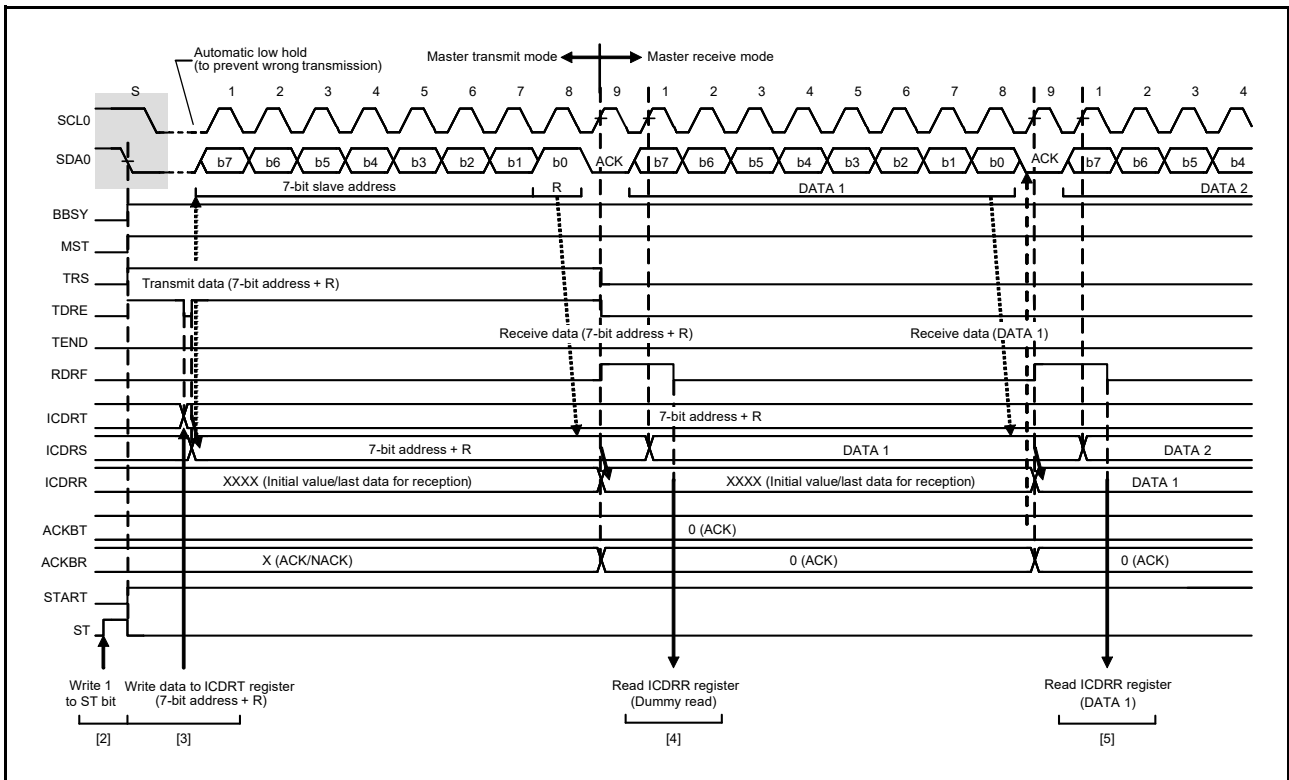 Automatic low hold
(to prevent wrong transmission)
Master transmit mode
Master receive mode
S 1 2 3 4 5 6 7 8 9 1 2 3 4 5 6 7 8 9 1 2 3 4
SCL0
SDA0 b7 b6 b5 b4 b3 b2 b1 b0 ACK b7 b6 b5 b4 b3 b2 b1 b0 ACK b7 b6 b5 b4
7-bit slave address R DATA 1 DATA 2
BBSY
MST
TRS
Transmit data (7-bit address + R)
TDRE
Receive data (7-bit address + R) Receive data (DATA 1)
TEND
RDRF
ICDRT 7-bit address + R
ICDRS 7-bit address + R DATA 1 DATA 2
ICDRR XXXX (Initial value/last data for reception) XXXX (Initial value/last data for reception) DATA 1
ACKBT 0 (ACK)
ACKBR X (ACK/NACK) 0 (ACK) 0 (ACK)
START
ST
Write 1
to ST bit
Write data to ICDRT register
(7-bit address + R)
Read ICDRR register
(Dummy read)
Read ICDRR register
(DATA 1)
[2] [3] [4] [5]